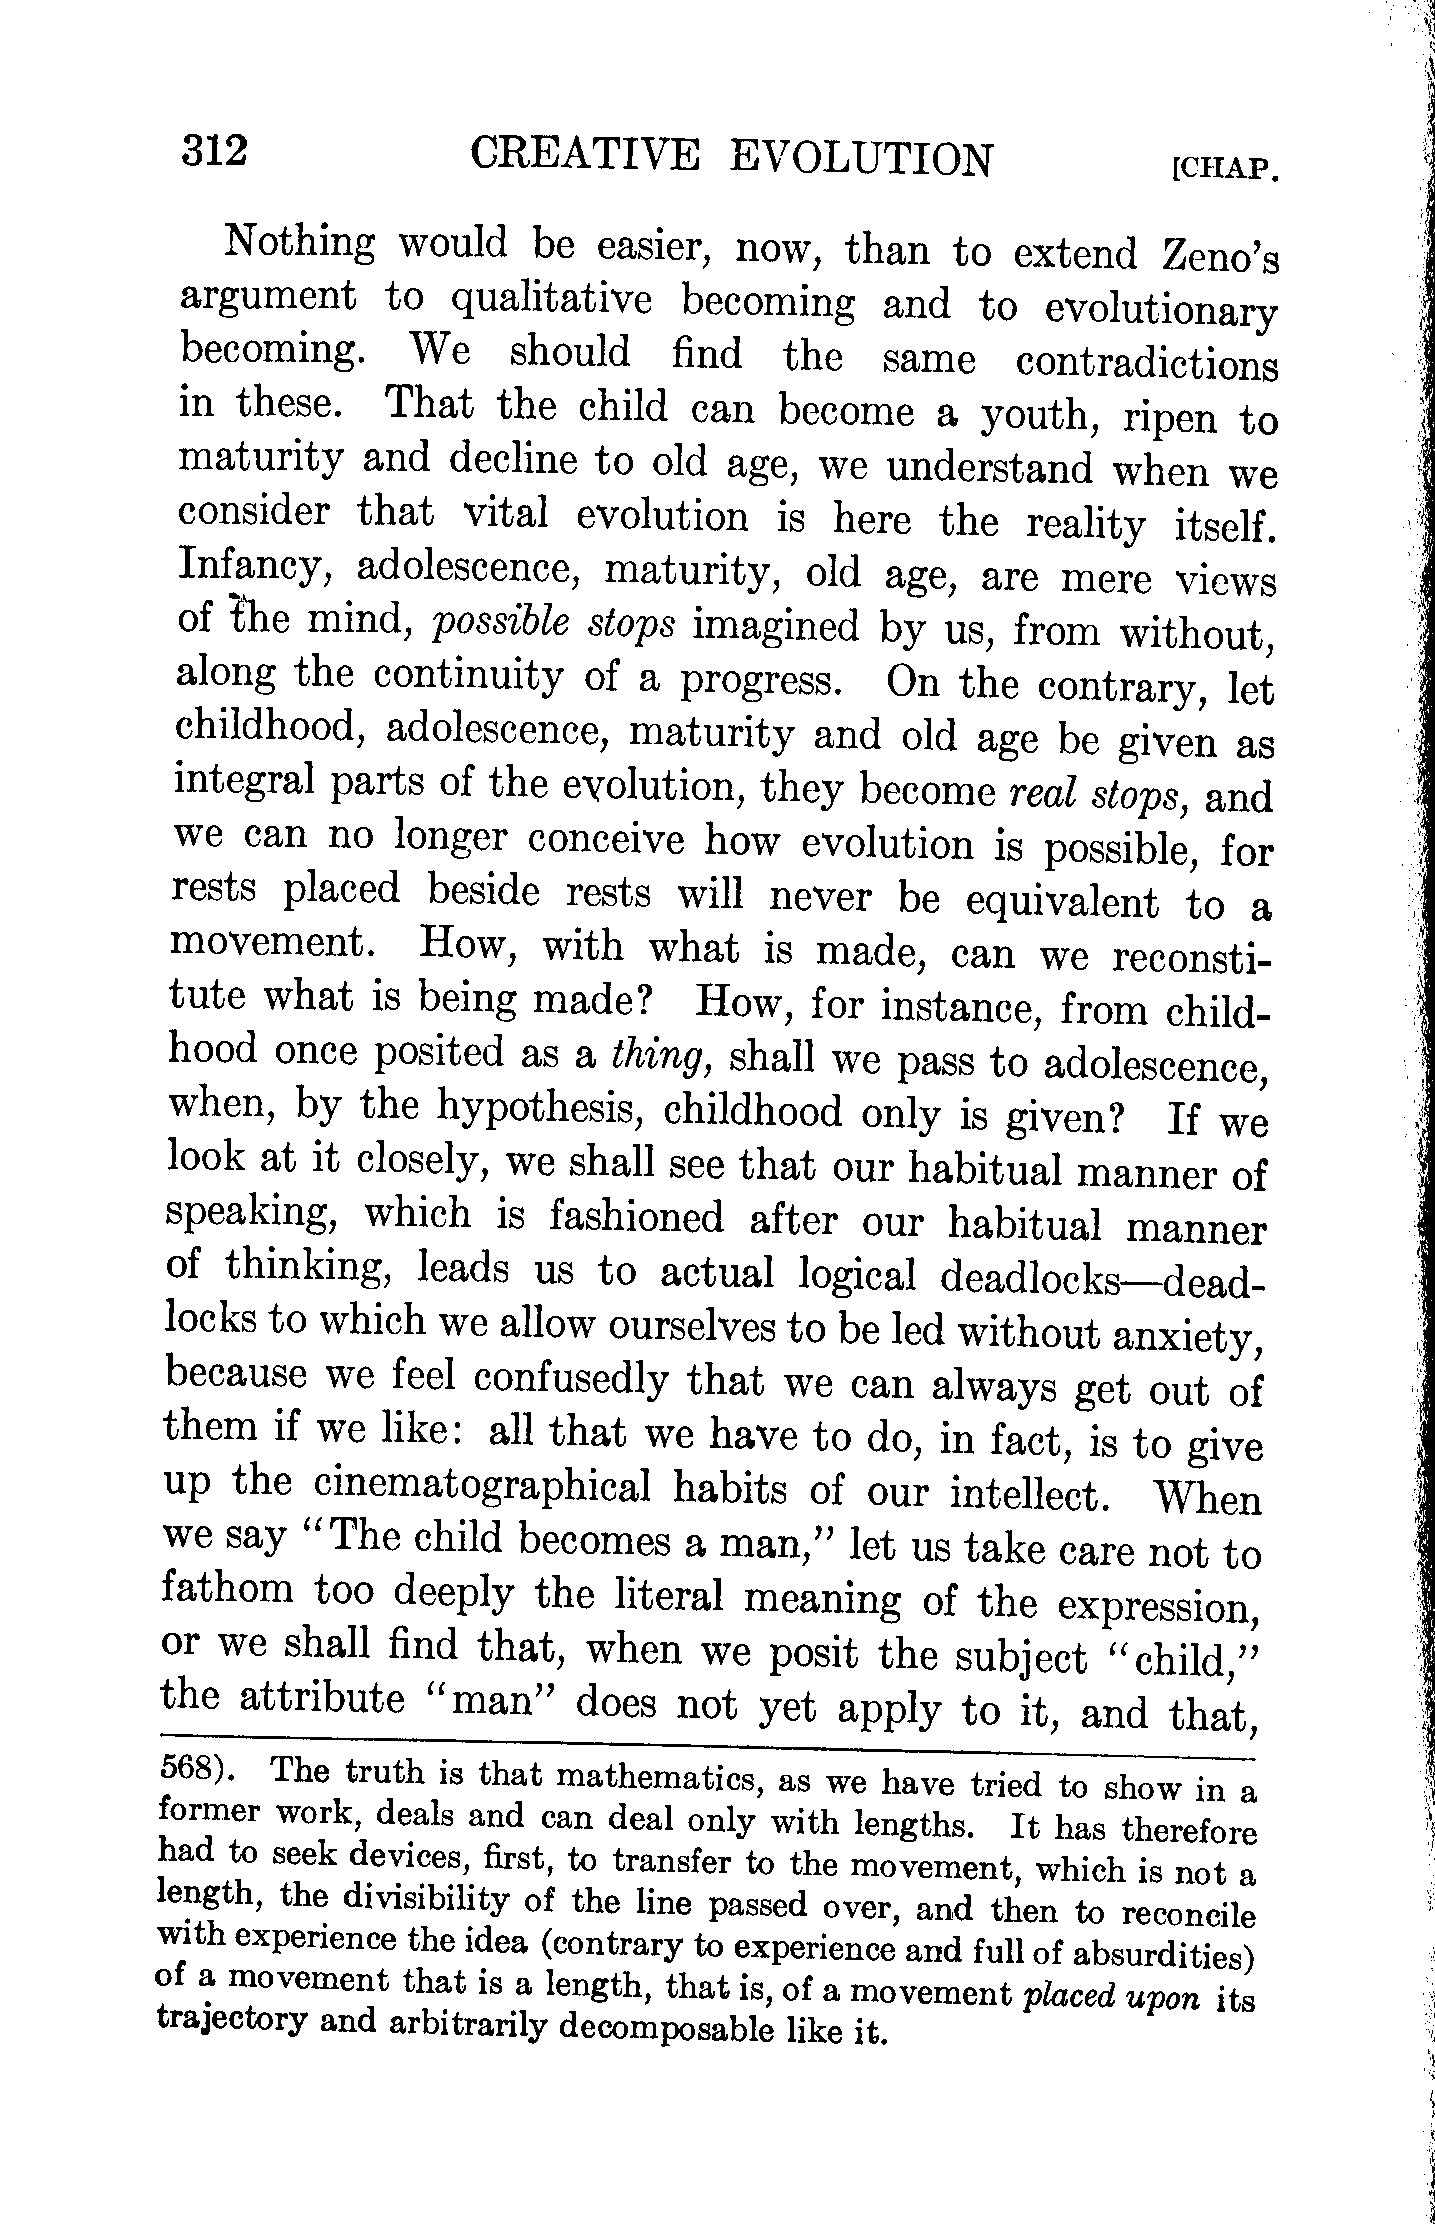 312 CREATIVE EVOLUTION [CHAP.
Nothing would be easier, now, than to extend Zeno's
argument to qualitative becoming and to evolutionary
becoming. We should find the same contradictions
in these. That the child can become a youth, ripen to
maturity and decline to old age, we understand when we
consider that vital evolution is here the reality itself.
Infancy, adolescence, maturity, old age, are mere views
of the mind, possible stops imagined by us, from without,
along the continuity of a progress. On the contrary, let
childhood, adolescence, maturity and old age be given as
integral parts of the evolution, they become real stops, and
we can no longer conceive how evolution is possible, for
rests placed beside rests will never be equivalent to a
movement. How, with what is made, can we reconsti-
tute what is being made? How, for instance, from child-
hood once posited as a thing, shall we pass to adolescence,
when, by the hypothesis, childhood only is given? If we
look at it closely, we shall see that our habitual manner of
speaking, which is fashioned after our habitual manner
of thinking, leads us to actual logical deadlocks—dead-
locks to which we allow ourselves to be led without anxiety,
because we feel confusedly that we can always get out of
them if we like: all that we have to do, in fact, is to give
up the cinematographical habits of our intellect. When
we say "The child becomes a man," let us take care not to
fathom too deeply the literal meaning of the expression,
or we shall find that, when we posit the subject "child,"
the attribute "man" does not yet apply to it, and that,
568). The truth is that mathematics, as we have tried to show in a
former work, deals and can deal only with lengths. It has therefore
had to seek devices, first, to transfer to the movement, which is not a
length, the divisibility of the line passed over, and then to reconcile
with experience the idea (contrary to experience and full of absurdities)
of a movement that is a length, that is, of a movement placed upon its
trajectory and arbitrarily decomposable like it.